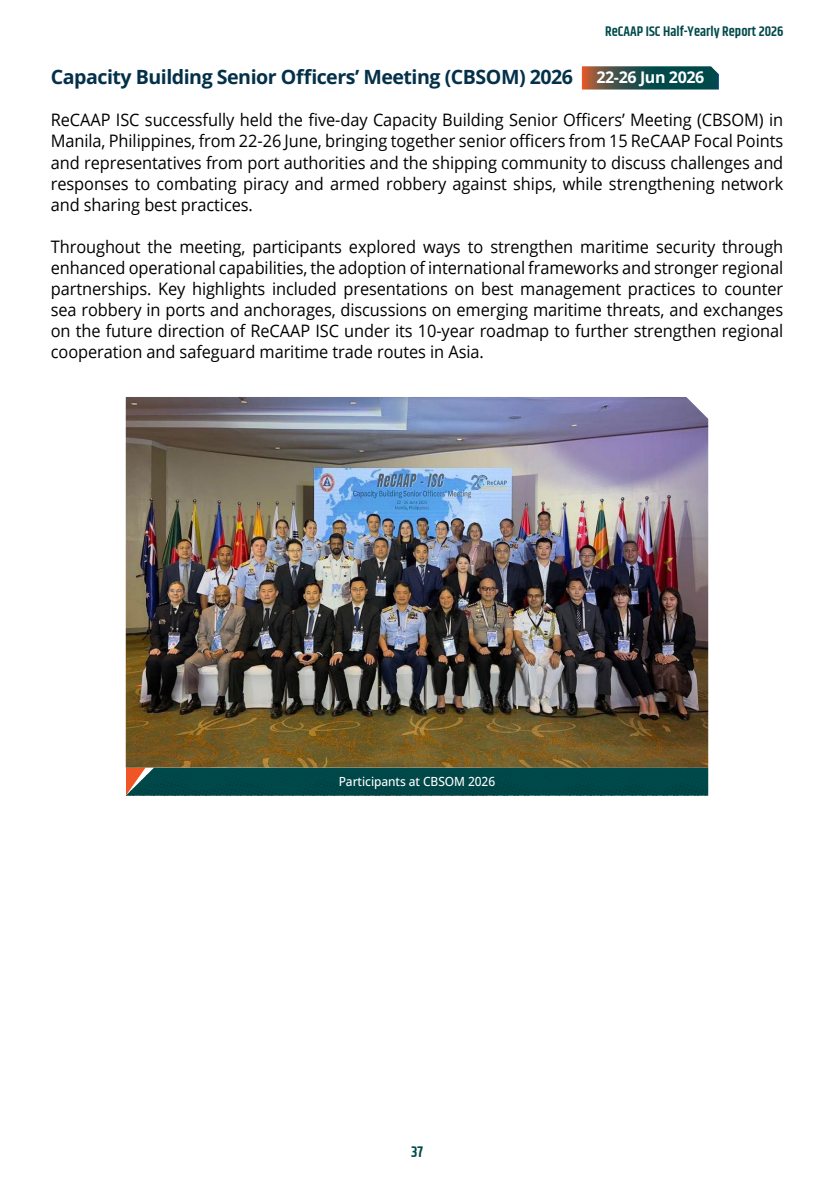 ReCAAP ISC Half-Yearly Report 2026
Capacity Building Senior Officers’ Meeting (CBSOM) 2026 22-26 Jun 2026
ReCAAP ISC successfully held the five-day Capacity Building Senior Officers’ Meeting (CBSOM) in
Manila, Philippines, from 22-26 June, bringing together senior officers from 15 ReCAAP Focal Points
and representatives from port authorities and the shipping community to discuss challenges and
responses to combating piracy and armed robbery against ships, while strengthening network
and sharing best practices.
Throughout the meeting, participants explored ways to strengthen maritime security through
enhanced operational capabilities, the adoption of international frameworks and stronger regional
partnerships. Key highlights included presentations on best management practices to counter
sea robbery in ports and anchorages, discussions on emerging maritime threats, and exchanges
on the future direction of ReCAAP ISC under its 10-year roadmap to further strengthen regional
cooperation and safeguard maritime trade routes in Asia.
ReCAAP - ISC
ReCAAP
Capacity Building Senior Officers' Meeting
Manila, Philippines
Participants at CBSOM 2026
37